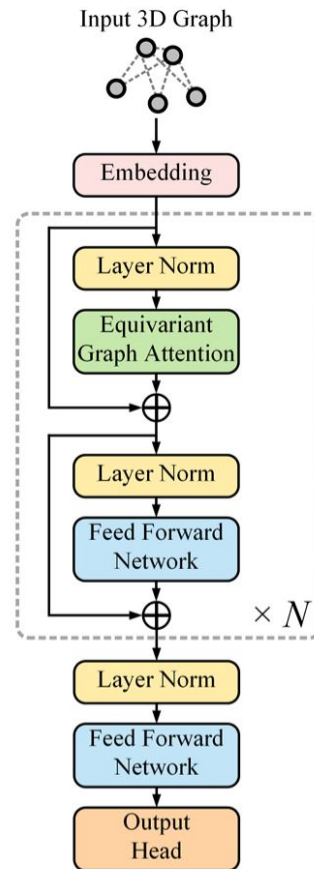 Input 3D Graph
Embedding
Layer Norm
Equivariant
Graph Attention
Layer Norm
Feed Forward
Network
× N
Layer Norm
Feed Forward
Network
Output
Head